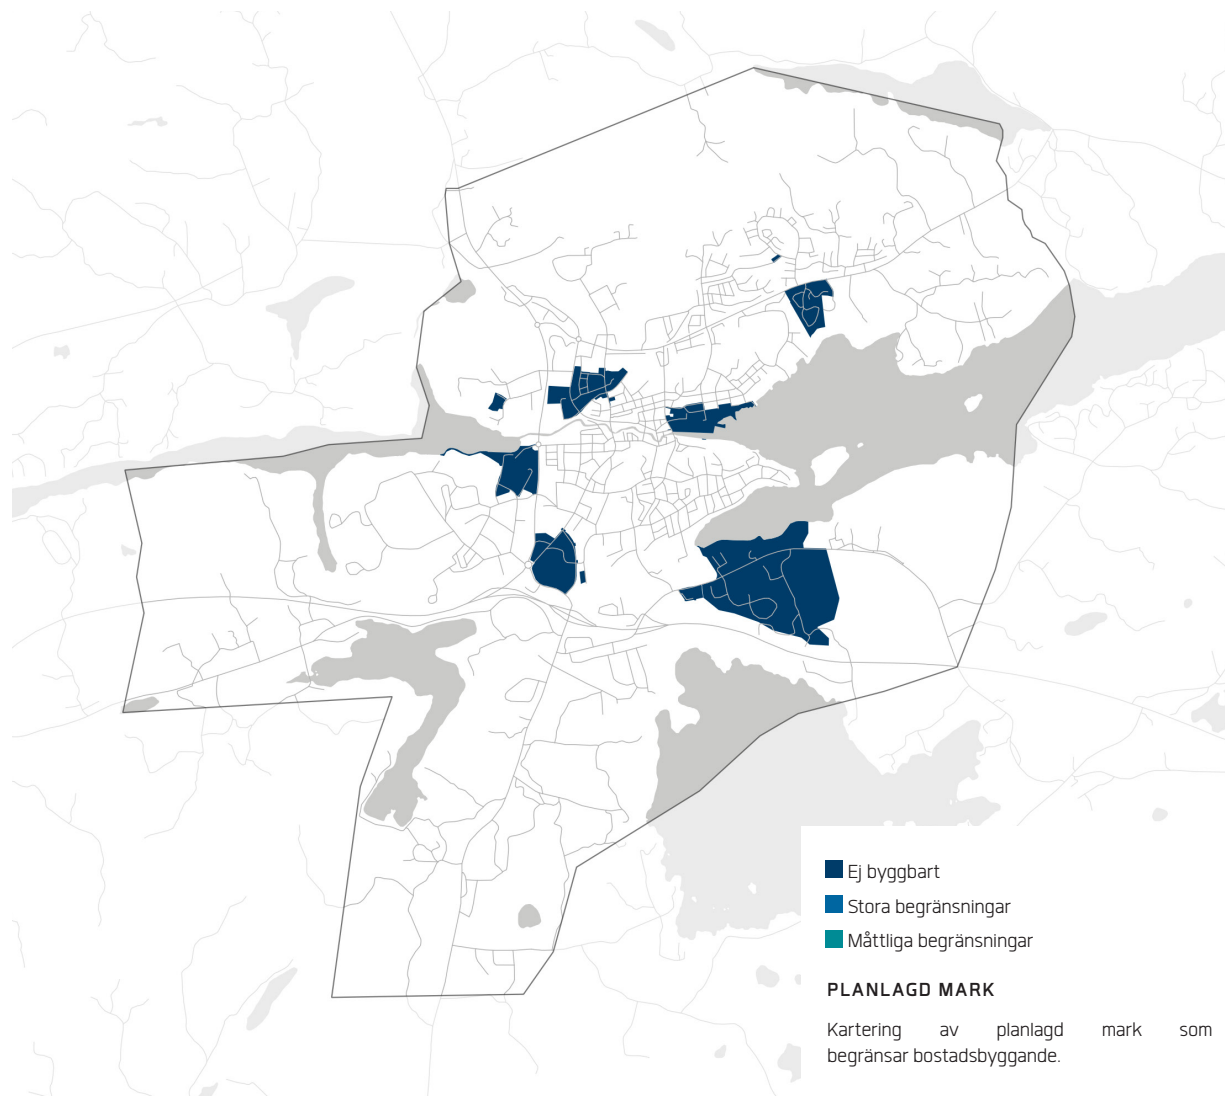 Ej byggbart
Stora begränsningar
Måttliga begränsningar
PLANLAGD MARK
Kartering av planlagd mark som
begränsar bostadsbyggande.